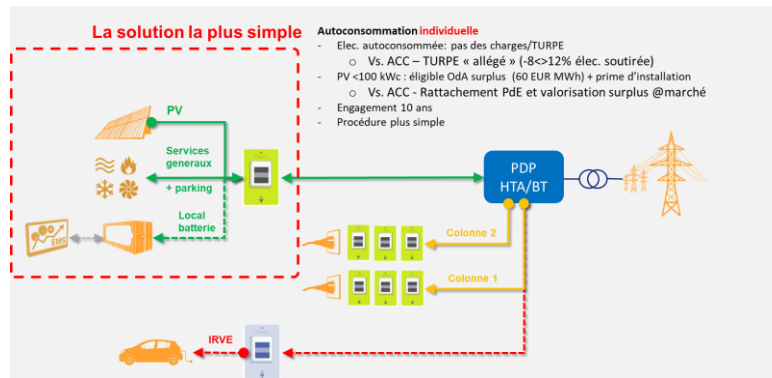 La solution la plus simple
Autoconsommation individuelle
- Elec. autoconsommée: pas des charges/TURPE
o Vs. ACC – TURPE « allégé » (-8<>12% élec. soutirée)
- PV <100 kWc : éligible OdA surplus (60 EUR MWh) + prime d'installation
o Vs. ACC - Rattachement PdE et valorisation surplus @marché
- Engagement 10 ans
- Procédure plus simple
PV
Services
generaux
+ parking
Local
batterie
EMS
PDP
HTA/BT
Colonne 2
Colonne 1
IRVE